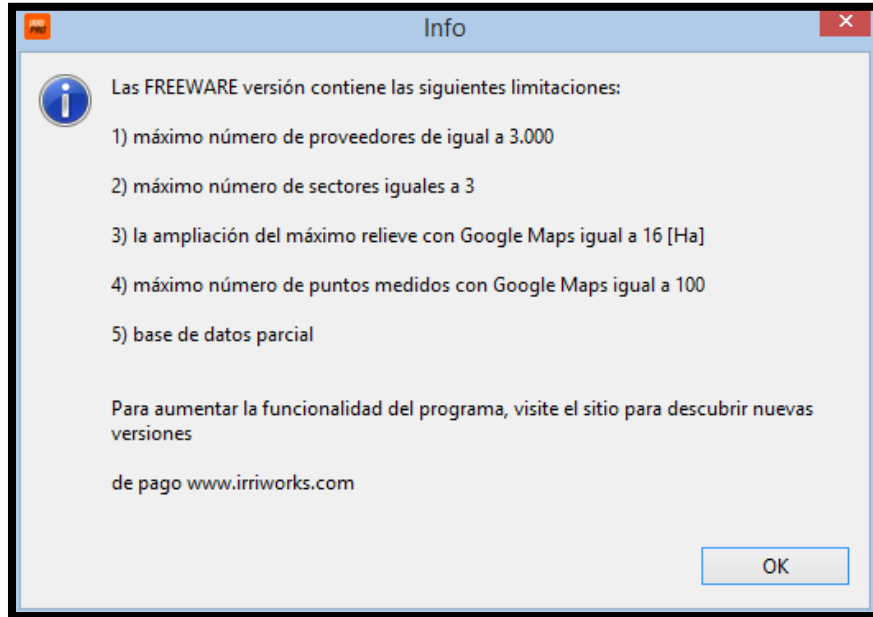 IRRI
PRO
Info
Las FREEWARE versión contiene las siguientes limitaciones:
1) máximo número de proveedores de igual a 3.000
2) máximo número de sectores iguales a 3
3) la ampliación del máximo relieve con Google Maps igual a 16 [Ha]
4) máximo número de puntos medidos con Google Maps igual a 100
5) base de datos parcial
Para aumentar la funcionalidad del programa, visite el sitio para descubrir nuevas
versiones
de pago www.irriworks.com
OK